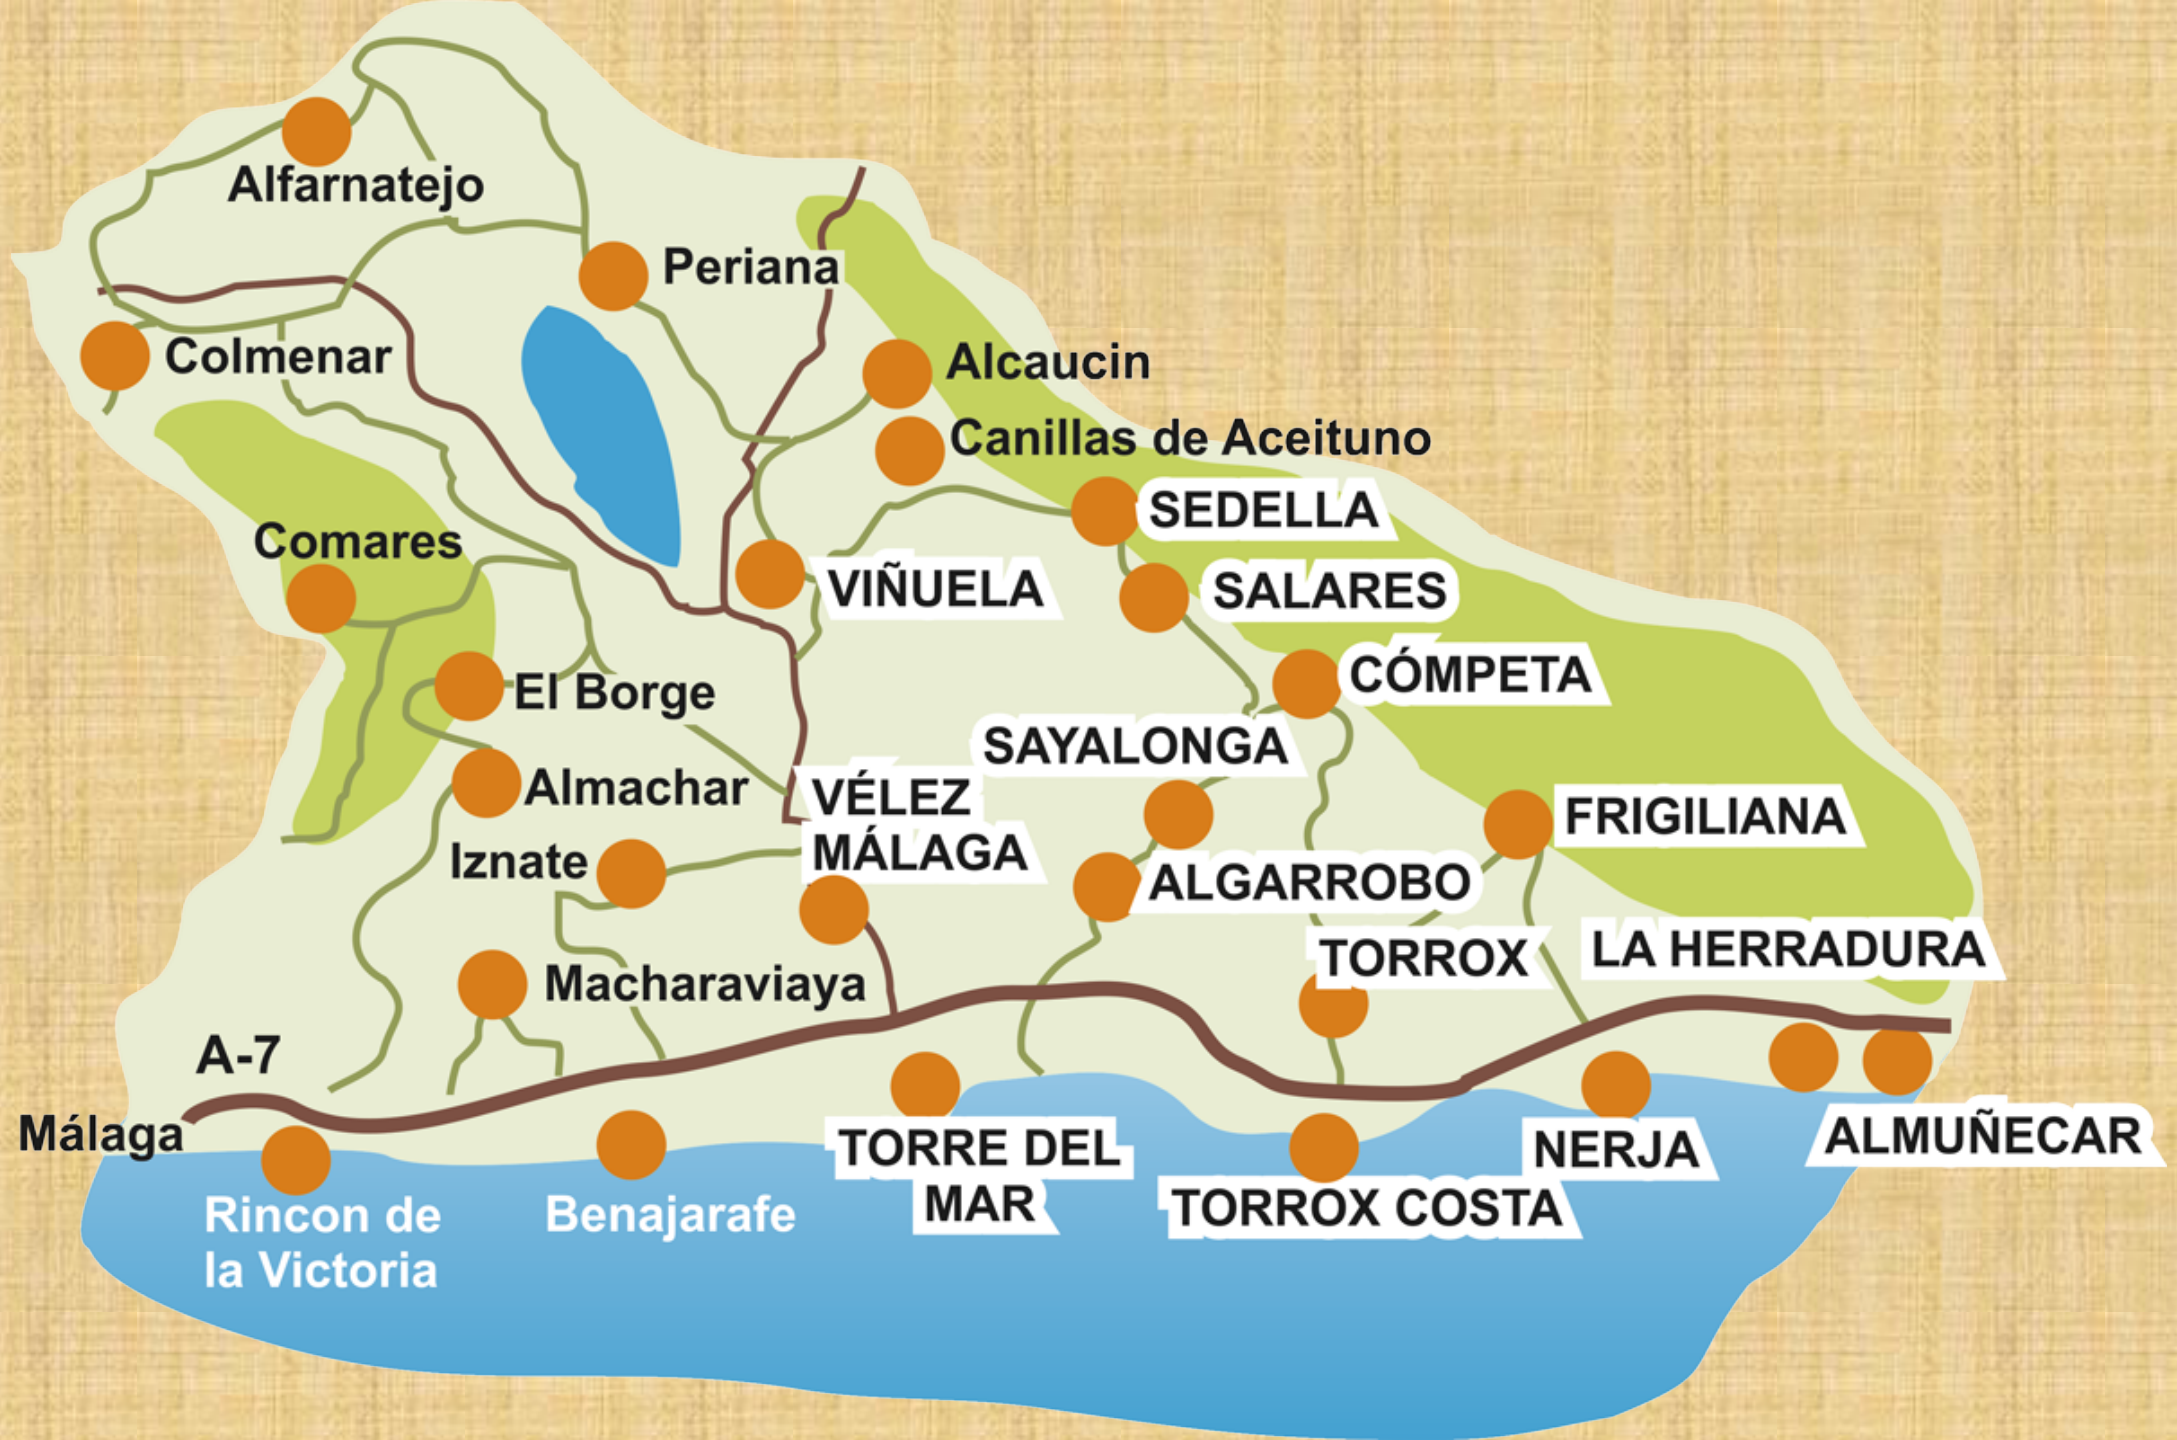 Alfarnatejo
Periana
Colmenar
Alcaucin
Canillas de Aceituno
SEDELLA
Comares
VIÑUELA
SALARES
CÓMPETA
El Borge
SAYALONGA
Almachar
VÉLEZ
MÁLAGA
FRIGILIANA
Iznate
ALGARROBO
TORROX
LA HERRADURA
Macharaviaya
A-7
Málaga
TORRE DEL
MAR
NERJA
ALMUÑECAR
Rincon de
la Victoria
Benajarafe
TORROX COSTA